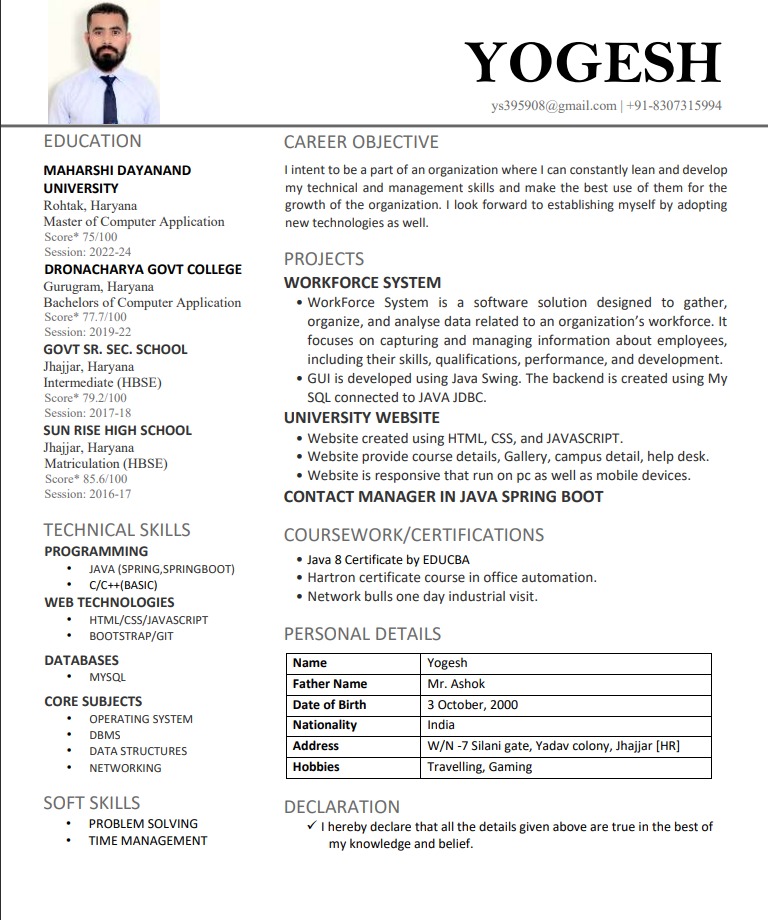 YOGESH
ys395908@gmail.com | +91-8307315994
EDUCATION
MAHARSHI DAYANAND
UNIVERSITY
Rohtak, Haryana
Master of Computer Application
Score* 75/100
Session: 2022-24
DRONACHARYA GOVT COLLEGE
Gurugram, Haryana
Bachelors of Computer Application
Score* 77.7/100
Session: 2019-22
GOVT SR. SEC. SCHOOL
Jhajjar, Haryana
Intermediate (HBSE)
Score* 79.2/100
Session: 2017-18
SUN RISE HIGH SCHOOL
Jhajjar, Haryana
Matriculation (HBSE)
Score* 85.6/100
Session: 2016-17
TECHNICAL SKILLS
PROGRAMMING
• JAVA (SPRING,SPRINGBOOT)
• C/C++(BASIC)
WEB TECHNOLOGIES
• HTML/CSS/JAVASCRIPT
• BOOTSTRAP/GIT
DATABASES
• MYSQL
CORE SUBJECTS
• OPERATING SYSTEM
• DBMS
• DATA STRUCTURES
• NETWORKING
SOFT SKILLS
• PROBLEM SOLVING
• TIME MANAGEMENT
CAREER OBJECTIVE
I intent to be a part of an organization where I can constantly lean and develop
my technical and management skills and make the best use of them for the
growth of the organization. I look forward to establishing myself by adopting
new technologies as well.
PROJECTS
WORKFORCE SYSTEM
• WorkForce System is a software solution designed to gather,
organize, and analyse data related to an organization’s workforce. It
focuses on capturing and managing information about employees,
including their skills, qualifications, performance, and development.
• GUI is developed using Java Swing. The backend is created using My
SQL connected to JAVA JDBC.
UNIVERSITY WEBSITE
• Website created using HTML, CSS, and JAVASCRIPT.
• Website provide course details, Gallery, campus detail, help desk.
• Website is responsive that run on pc as well as mobile devices.
CONTACT MANAGER IN JAVA SPRING BOOT
COURSEWORK/CERTIFICATIONS
• Java 8 Certificate by EDUCBA
• Hartron certificate course in office automation.
• Network bulls one day industrial visit.
PERSONAL DETAILS
Name Yogesh
Father Name Mr. Ashok
Date of Birth 3 October, 2000
Nationality India
Address W/N -7 Silani gate, Yadav colony, Jhajjar [HR]
Hobbies Travelling, Gaming
DECLARATION
✓ I hereby declare that all the details given above are true in the best of
my knowledge and belief.